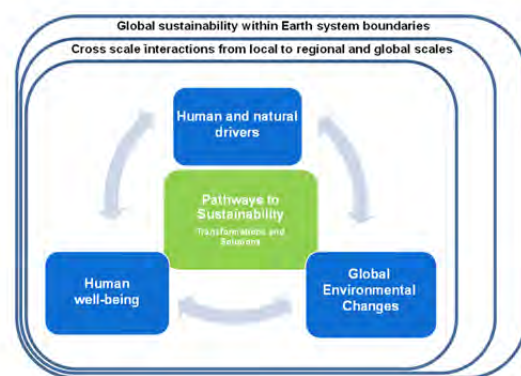 Global sustainability within Earth system boundaries
Cross scale interactions from local to regional and global scales
Human and natural
drivers
Pathways to
Sustainability
Transformations and
Solutions
Human
well-being
Global
Environmental
Changes